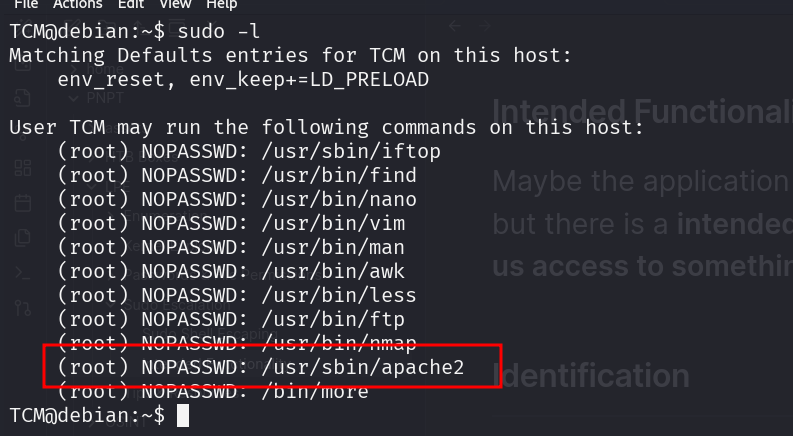 File Actions Edit View Help
TCM@debian:~$ sudo -l
Matching Defaults entries for TCM on this host:
env_reset, env_keep+=LD_PRELOAD
PNPT
User TCM may run the following commands on this host:
(root) NOPASSWD: /usr/sbin/iftop
(root) NOPASSWD: /usr/bin/find
(root) NOPASSWD: /usr/bin/nano
(root) NOPASSWD: /usr/bin/vim
(root) NOPASSWD: /usr/bin/man
(root) NOPASSWD: /usr/bin/awk
(root) NOPASSWD: /usr/bin/less
(root) NOPASSWD: /usr/bin/ftp
(root) NOPASSWD: /usr/bin/nmap
(root) NOPASSWD: /usr/sbin/apache2
(root) NOPASSWD: /bin/more
TCM@debian:~$
Intended Functionali
Maybe the application
but there is a intended
us access to somethin
Identification